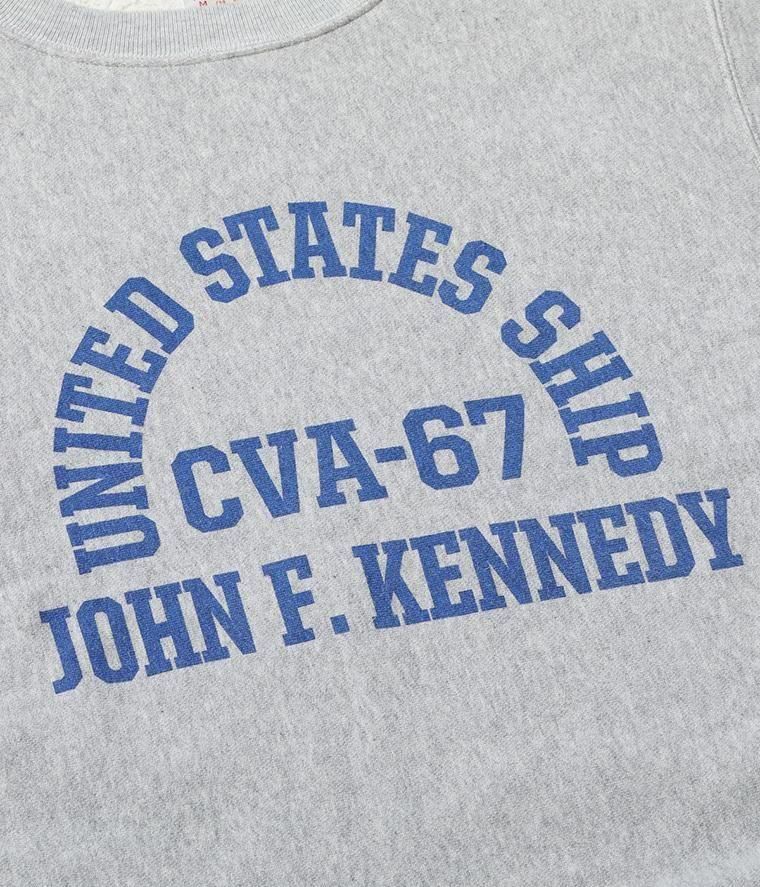 UNITED STATES SHIP
CVA-67
JOHN F. KENNEDY